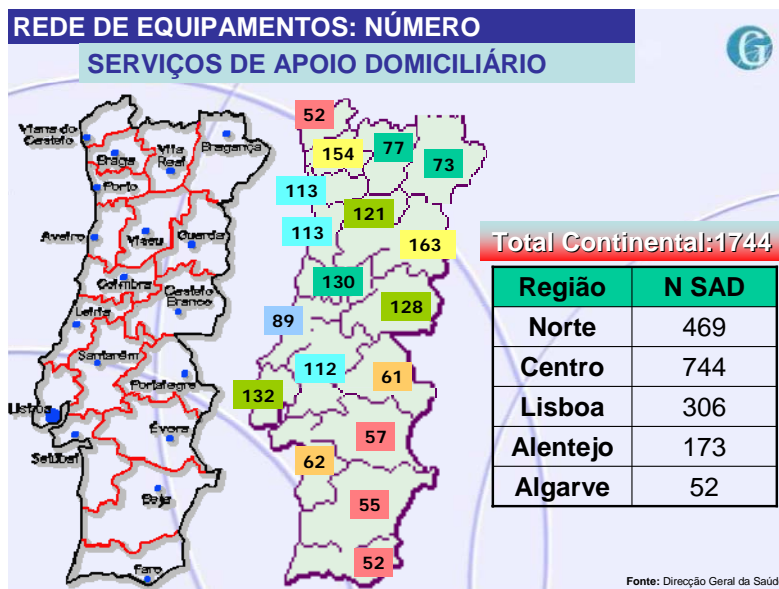 REDE DE EQUIPAMENTOS: NÚMERO
SERVIÇOS DE APOIO DOMICILIÁRIO
G
Viana do
Castelo
Braga
Vila
Real
Bragança
Porto
Aveiro
Viseu
Guarda
Coimbra
Castelo
Branco
Leiria
Santarém
Portalegre
Lisboa
Évora
Setúbal
Beja
Faro
52
154
77
73
113
121
113
163
130
128
89
112
61
132
57
62
55
52
Total Continental:1744
Região N SAD
Norte 469
Centro 744
Lisboa 306
Alentejo 173
Algarve 52
Fonte: Direcção Geral da Saúd